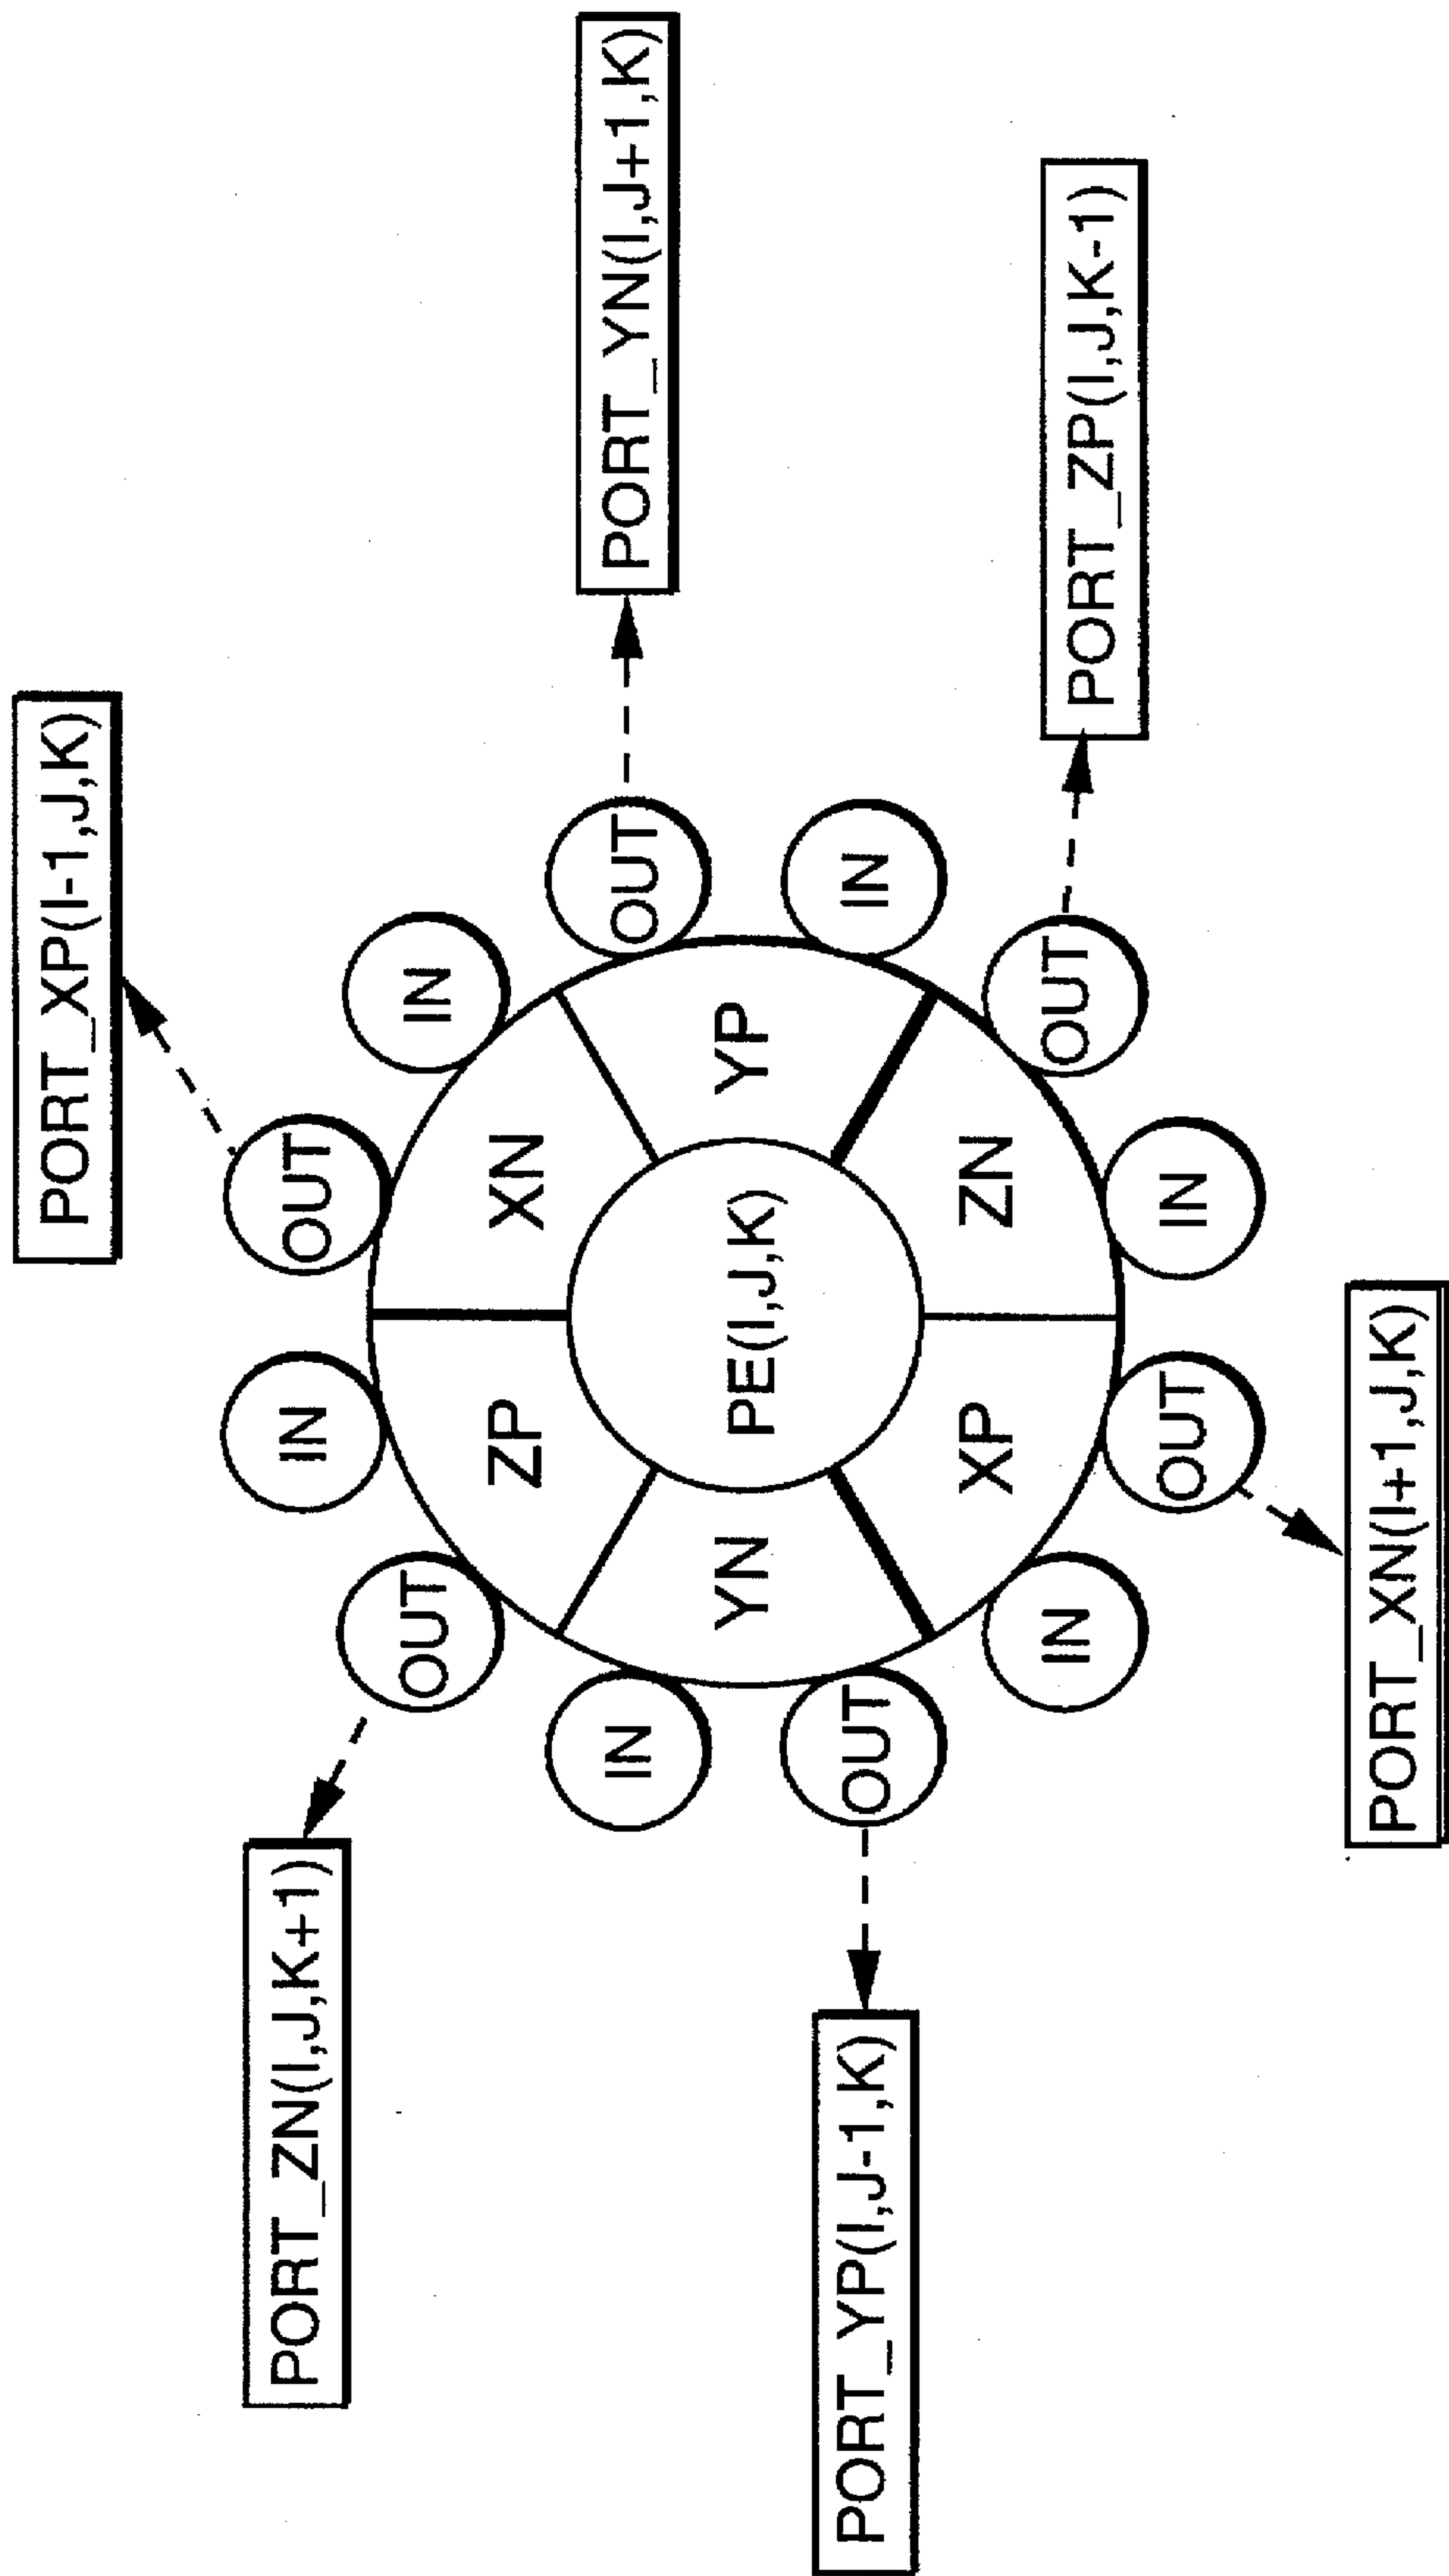 PORT_XP(I-1,J,K)
PORT_ZN(I,J,K+1)
PORT_YN(I,J+1,K)
PORT_YP(I,J-1,K)
PORT_ZP(I,J,K-1)
PORT_XN(I+1,J,K)
IN
OUT
OUT
IN
ZP
XN
IN
OUT
YN
PE(I,J,K)
YP
OUT
IN
XP
ZN
IN
OUT
OUT
IN